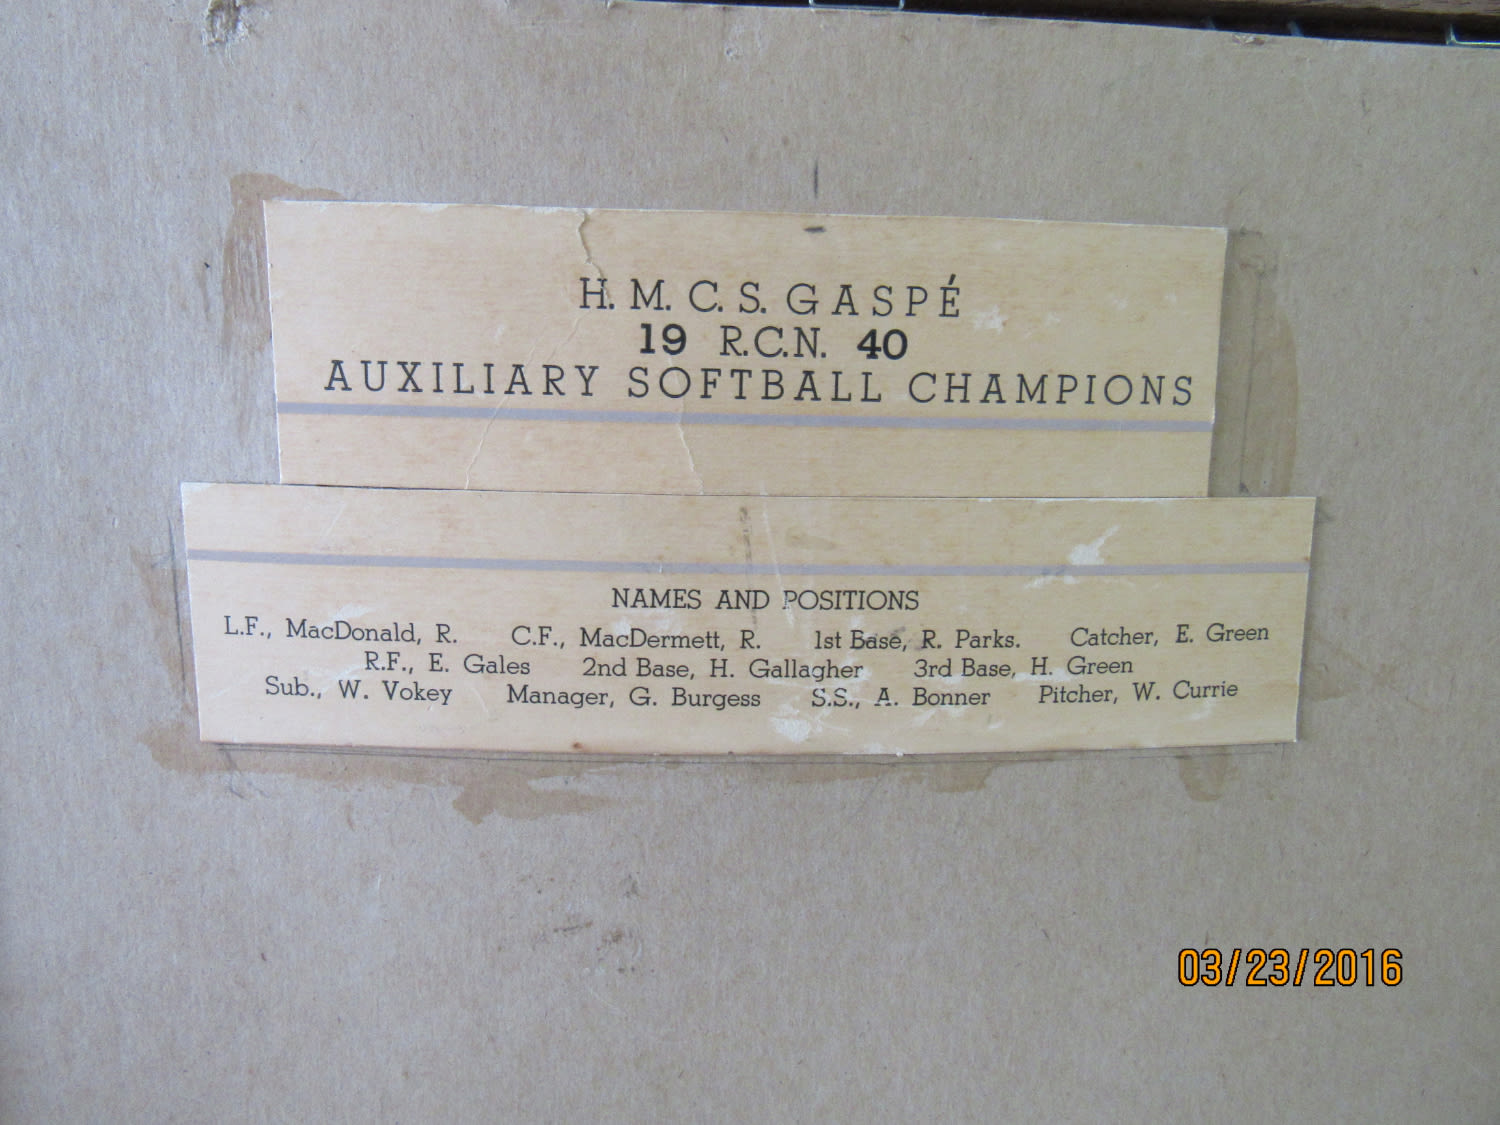 H. M. C. S. GASPÉ
19 R.C.N. 40
AUXILIARY SOFTBALL CHAMPIONS
NAMES AND POSITIONS
L.F., MacDonald, R. C.F., MacDermett, R. 1st Base, R. Parks. Catcher, E. Green
R.F., E. Gales 2nd Base, H. Gallagher 3rd Base, H. Green
Sub., W. Vokey Manager, G. Burgess S.S., A. Bonner Pitcher, W. Currie
03/23/2016